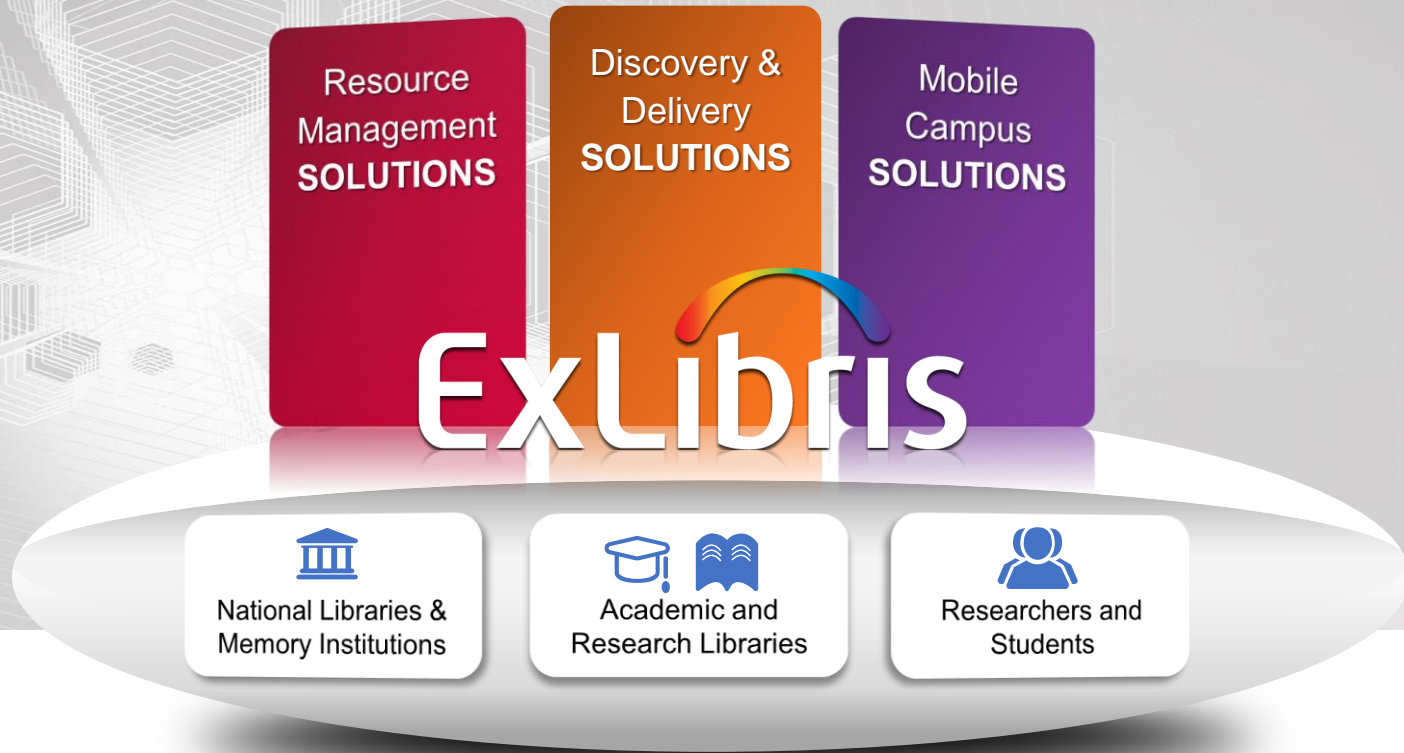 Resource
Management
SOLUTIONS
Discovery &
Delivery
SOLUTIONS
Mobile
Campus
SOLUTIONS
ExLibris
National Libraries &
Memory Institutions
Academic and
Research Libraries
Researchers and
Students